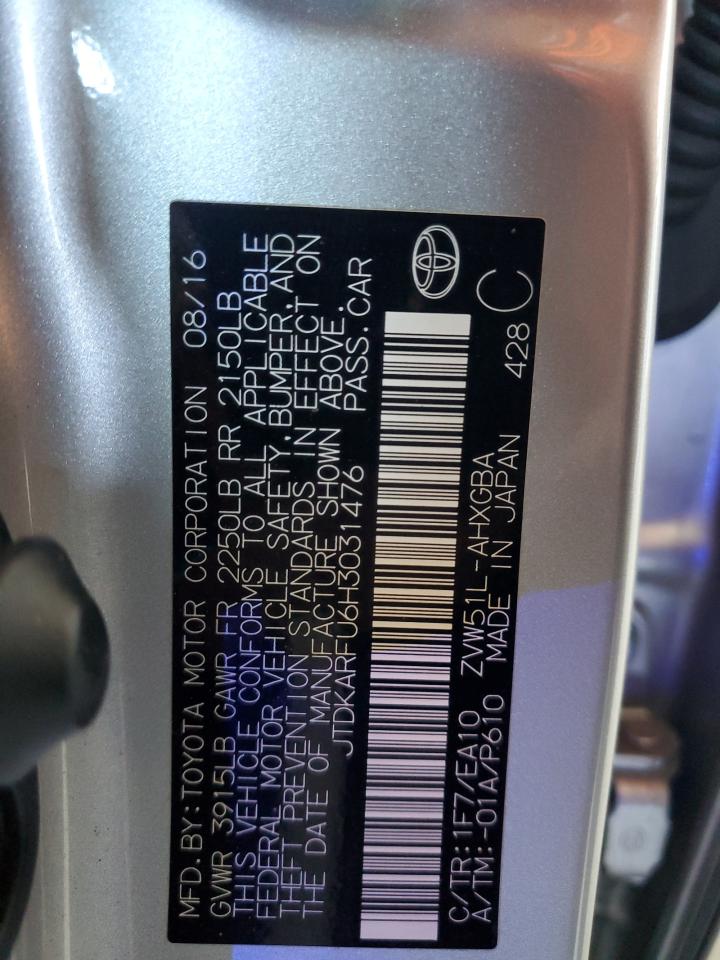 MFD.BY:TOYOTA MOTOR CORPORATION 08/16
GVWR 3915LB GAWR FR 2250LB RR 2150LB
THIS VEHICLE CONFORMS TO ALL APPLICABLE
FEDERAL MOTOR VEHICLE SAFETY,BUMPER,AND
THEFT PREVENTION STANDARDS IN EFFECT ON
THE DATE OF MANUFACTURE SHOWN ABOVE.
JTDKARFU6H3031476 PASS.CAR
C/TR:1F7/EA10 ZVW51L-AHXGBA
A/TM:-01A/P610 MADE IN JAPAN 428 C